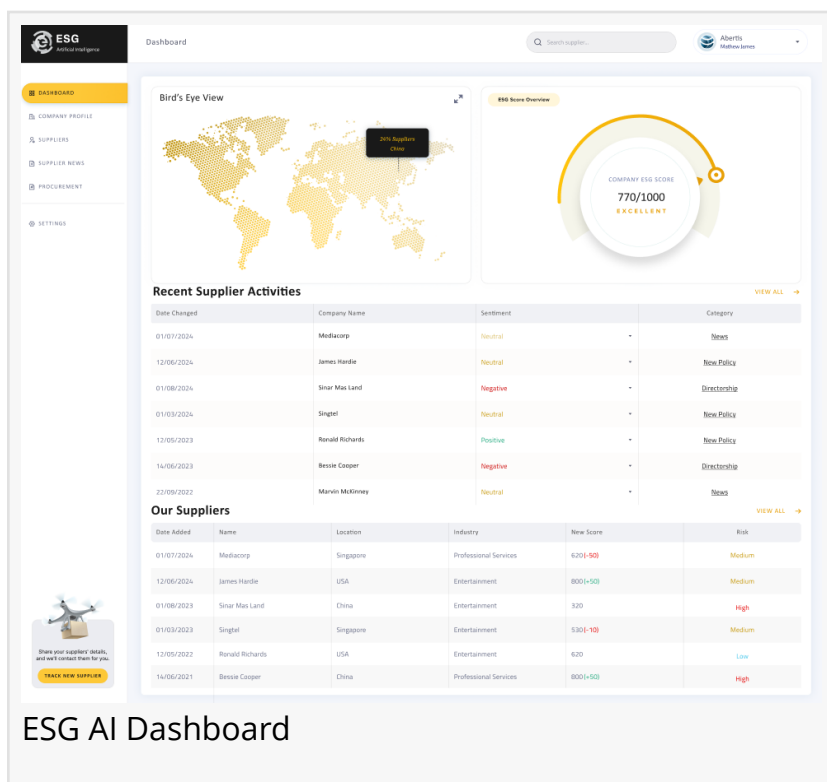 ESG
Artificial Intelligence
Dashboard
Search supplier...
Abertis
Mathew James
DASHBOARD
COMPANY PROFILE
SUPPLIERS
SUPPLIER NEWS
PROCUREMENT
SETTINGS
Bird's Eye View
26% Suppliers
China
ESG Score Overview
COMPANY ESG SCORE
770/1000
EXCELLENT
Recent Supplier Activities
VIEW ALL →
Date Changed Company Name Sentiment Category
01/07/2024 Mediacorp Neutral News
12/06/2024 James Hardie Neutral New Policy
01/08/2024 Sinar Mas Land Negative Directorship
01/03/2024 Singtel Neutral New Policy
12/05/2023 Ronald Richards Positive New Policy
14/06/2023 Bessie Cooper Negative Directorship
22/09/2022 Marvin McKinney Neutral News
Our Suppliers
VIEW ALL →
Date Added Name Location Industry New Score Risk
01/07/2024 Mediacorp Singapore Professional Services 620(-50) Medium
12/06/2024 James Hardie USA Entertainment 800(+50) Medium
01/08/2023 Sinar Mas Land China Entertainment 320 High
01/03/2023 Singtel Singapore Entertainment 530(-10) Medium
12/05/2022 Ronald Richards USA Entertainment 620 Low
14/06/2021 Bessie Cooper China Professional Services 800(+50) High
Share your suppliers' details,
and we'll contact them for you.
TRACK NEW SUPPLIER
ESG AI Dashboard